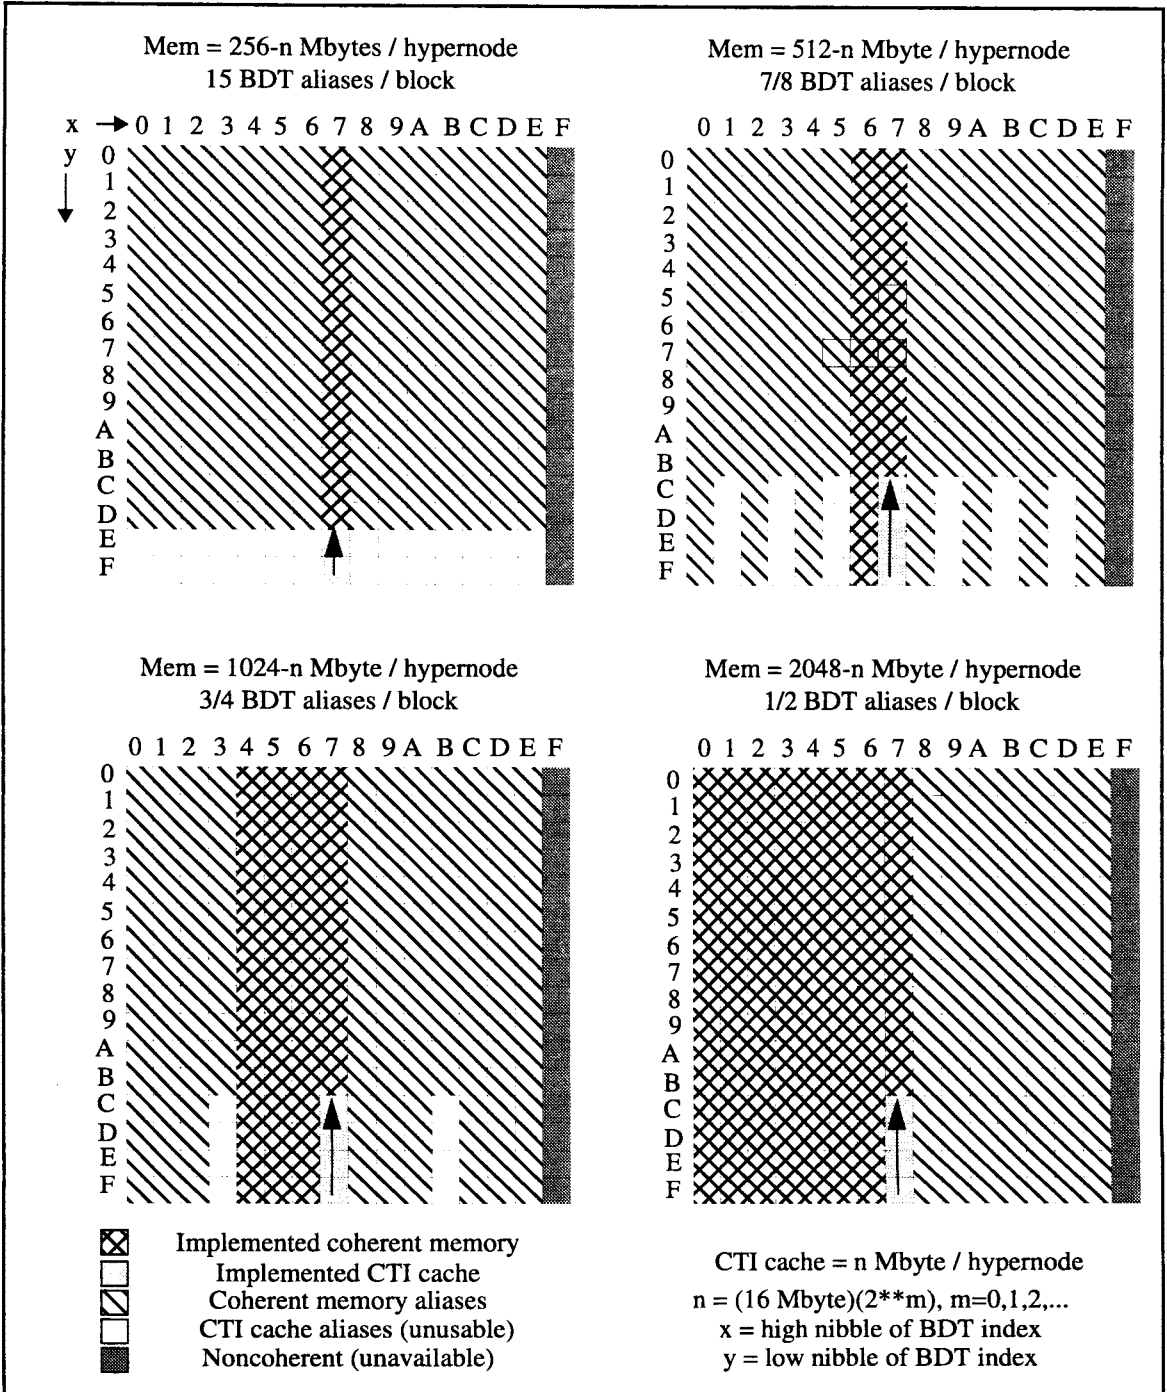 Mem = 256-n Mbytes / hypernode
15 BDT aliases / block
x 0 1 2 3 4 5 6 7 8 9 A B C D E F
y
0
1
2
3
4
5
6
7
8
9
A
B
C
D
E
F
Mem = 512-n Mbyte / hypernode
7/8 BDT aliases / block
0 1 2 3 4 5 6 7 8 9 A B C D E F
0
1
2
3
4
5
6
7
8
9
A
B
C
D
E
F
Mem = 1024-n Mbyte / hypernode
3/4 BDT aliases / block
0 1 2 3 4 5 6 7 8 9 A B C D E F
0
1
2
3
4
5
6
7
8
9
A
B
C
D
E
F
Mem = 2048-n Mbyte / hypernode
1/2 BDT aliases / block
0 1 2 3 4 5 6 7 8 9 A B C D E F
0
1
2
3
4
5
6
7
8
9
A
B
C
D
E
F
Implemented coherent memory
Implemented CTI cache
Coherent memory aliases
CTI cache aliases (unusable)
Noncoherent (unavailable)
CTI cache = n Mbyte / hypernode
n = (16 Mbyte)(2**m), m=0,1,2,...
x = high nibble of BDT index
y = low nibble of BDT index